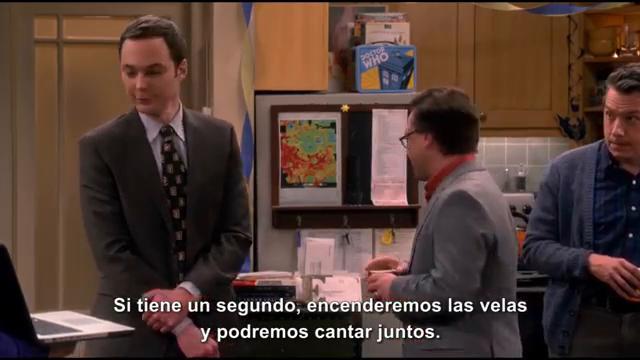 DOCTOR WHO
Si tiene un segundo, encenderemos las velas
y podremos cantar juntos.